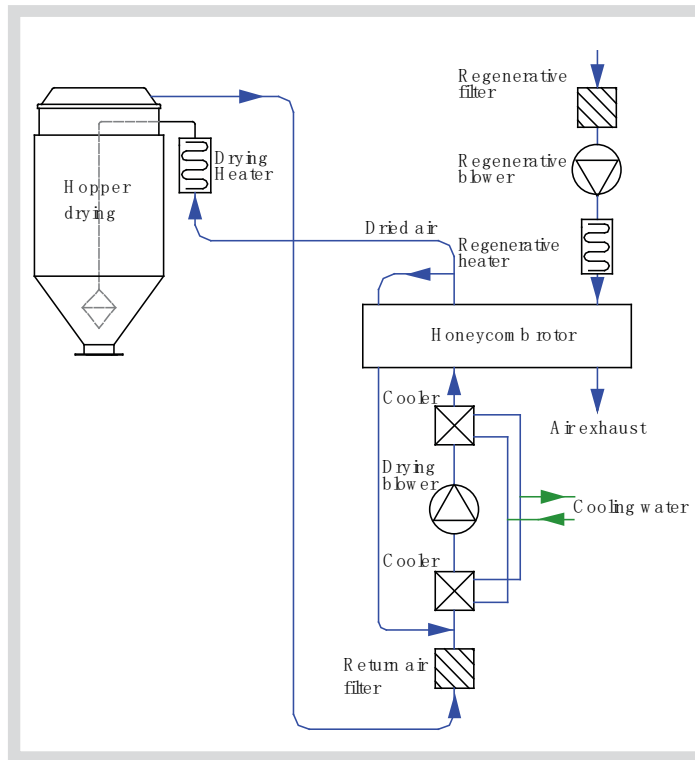 Regenerative
filter
Drying
Heater
Regenerative
blower
Hopper
drying
Dried air
Regenerative
heater
Honeycomb rotor
Cooler
Air exhaust
Drying
blower
Cooling water
Cooler
Return air
filter